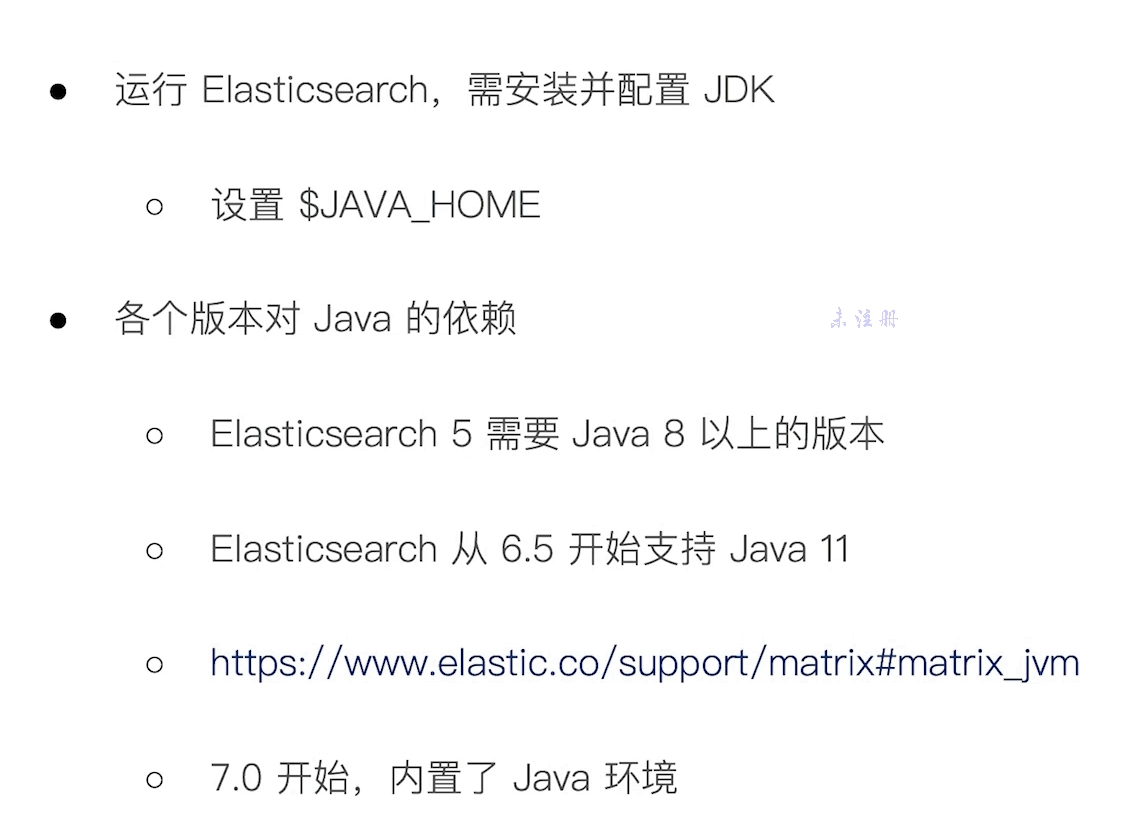 运行 Elasticsearch，需安装并配置 JDK
设置 $JAVA_HOME
各个版本对 Java 的依赖
未注册
Elasticsearch 5 需要 Java 8 以上的版本
Elasticsearch 从 6.5 开始支持 Java 11
https://www.elastic.co/support/matrix#matrix_jvm
7.0 开始，内置了 Java 环境